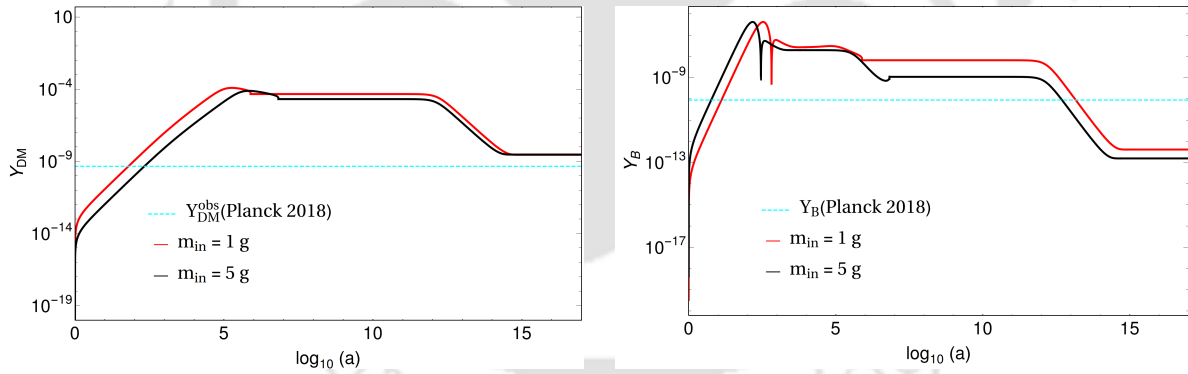 10
10⁻⁴
10⁻⁹
10⁻¹⁴
10⁻¹⁹
Y_DM
Y_DM^obs(Planck 2018)
m_in = 1 g
m_in = 5 g
0 5 10 15
log₁₀ (a)
10⁻⁹
10⁻¹³
10⁻¹⁷
Y_B
Y_B(Planck 2018)
m_in = 1 g
m_in = 5 g
0 5 10 15
log₁₀ (a)